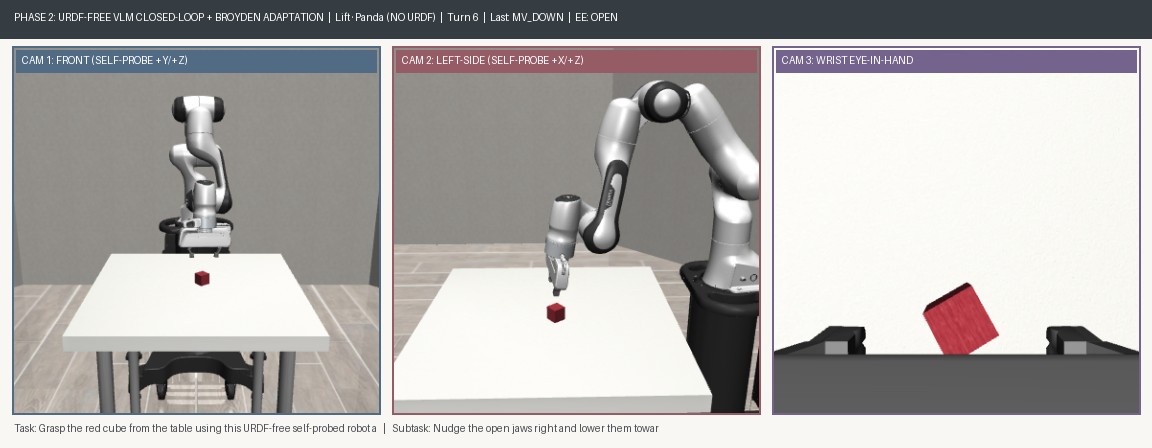 PHASE 2: URDF-FREE VLM CLOSED-LOOP + BROYDEN ADAPTATION | Lift · Panda (NO URDF) | Turn 6 | Last MV_DOWN | EE: OPEN
CAM 1: FRONT (SELF-PROBE +Y/+Z)
CAM 2: LEFT-SIDE (SELF-PROBE +X/+Z)
CAM 3: WRIST EYE-IN-HAND
Task: Grasp the red cube from the table using this URDF-free self-probed robot a | Subtask: Nudge the open jaws right and lower them towar